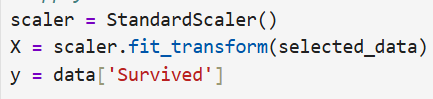 scaler = StandardScaler()
X = scaler.fit_transform(selected_data)
y = data['Survived']